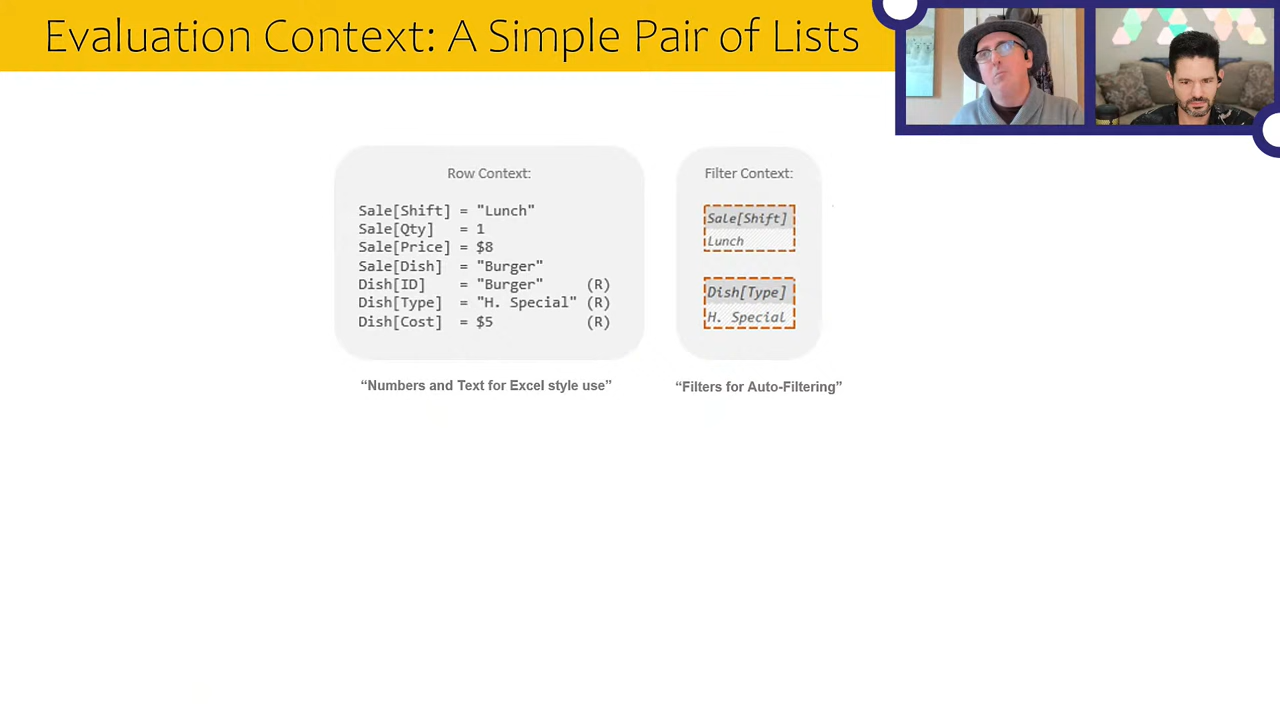 Evaluation Context: A Simple Pair of Lists
Row Context:
Sale[Shift] = "Lunch"
Sale[Qty] = 1
Sale[Price] = $8
Sale[Dish] = "Burger"
Dish[ID] = "Burger" (R)
Dish[Type] = "H. Special" (R)
Dish[Cost] = $5 (R)
“Numbers and Text for Excel style use”
Filter Context:
Sale[Shift]
Lunch
Dish[Type]
H. Special
“Filters for Auto-Filtering”